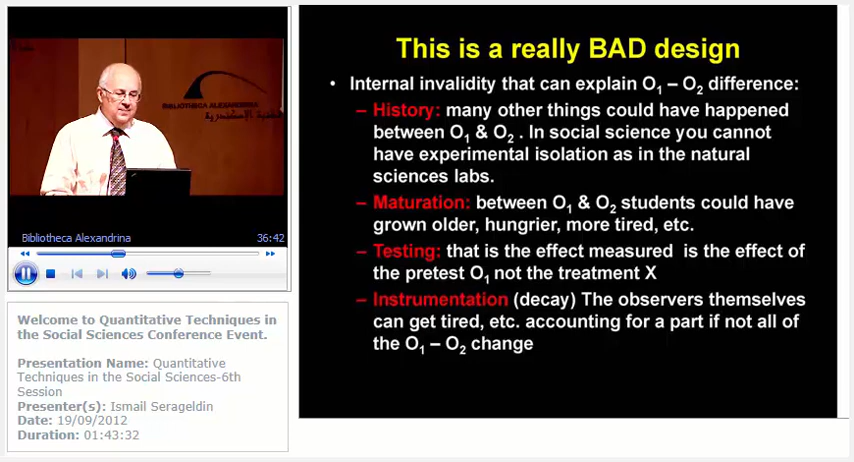 BIBLIOTHECA ALEXANDRINA
Bibliotheca Alexandrina 36:42
Welcome to Quantitative Techniques in
the Social Sciences Conference Event.
Presentation Name: Quantitative
Techniques in the Social Sciences-6th
Session
Presenter(s): Ismail Serageldin
Date: 19/09/2012
Duration: 01:43:32
This is a really BAD design
• Internal invalidity that can explain O1 – O2 difference:
– History: many other things could have happened
between O1 & O2 . In social science you cannot
have experimental isolation as in the natural
sciences labs.
– Maturation: between O1 & O2 students could have
grown older, hungrier, more tired, etc.
– Testing: that is the effect measured is the effect of
the pretest O1 not the treatment X
– Instrumentation (decay) The observers themselves
can get tired, etc. accounting for a part if not all of
the O1 – O2 change